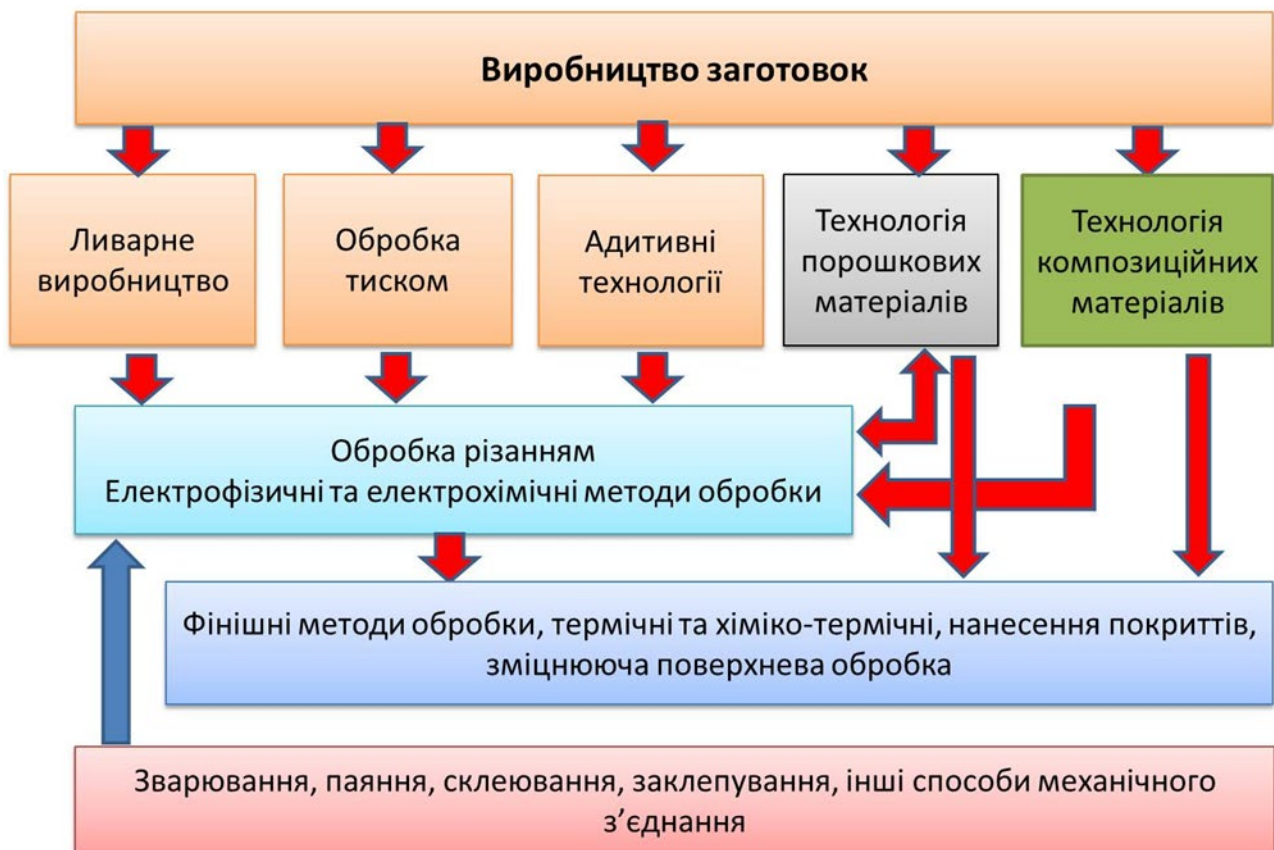 Виробництво заготовок
Ливарне
виробництво
Обробка
тиском
Адитивні
технології
Технологія
порошкових
матеріалів
Технологія
композиційних
матеріалів
Обробка різанням
Електрофізичні та електрохімічні методи обробки
Фінішні методи обробки, термічні та хіміко-термічні, нанесення покриттів,
зміцнююча поверхнева обробка
Зварювання, паяння, склеювання, заклепування, інші способи механічного
з’єднання